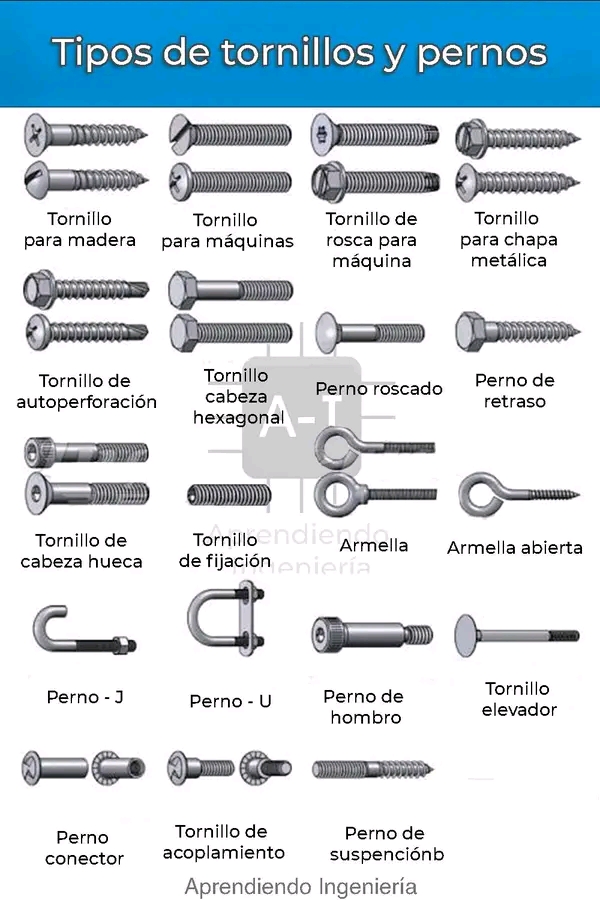 Tipos de tornillos y pernos
Tornillo
para madera
Tornillo
para máquinas
Tornillo de
rosca para
máquina
Tornillo
para chapa
metálica
Tornillo de
autoperforación
Tornillo
cabeza
hexagonal
Perno roscado
Perno de
retraso
A-T
Aprendiendo
Ingeniería
Tornillo de
cabeza hueca
Tornillo
de fijación
Armella
Armella abierta
Perno - J
Perno - U
Perno de
hombro
Tornillo
elevador
Perno
conector
Tornillo de
acoplamiento
Perno de
suspenciónb
Aprendiendo Ingeniería